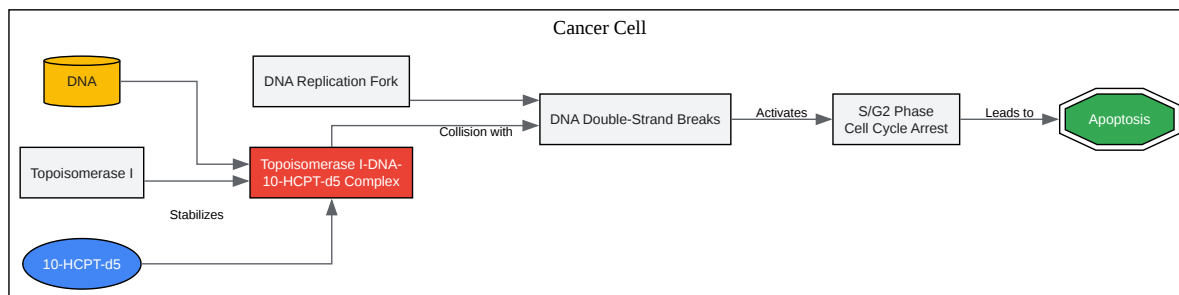 Cancer Cell
DNA
DNA Replication Fork
Collision with
DNA Double-Strand Breaks
Activates
S/G2 Phase
Cell Cycle Arrest
Leads to
Apoptosis
Topoisomerase I
Topoisomerase I-DNA-
10-HCPT-d5 Complex
Stabilizes
10-HCPT-d5